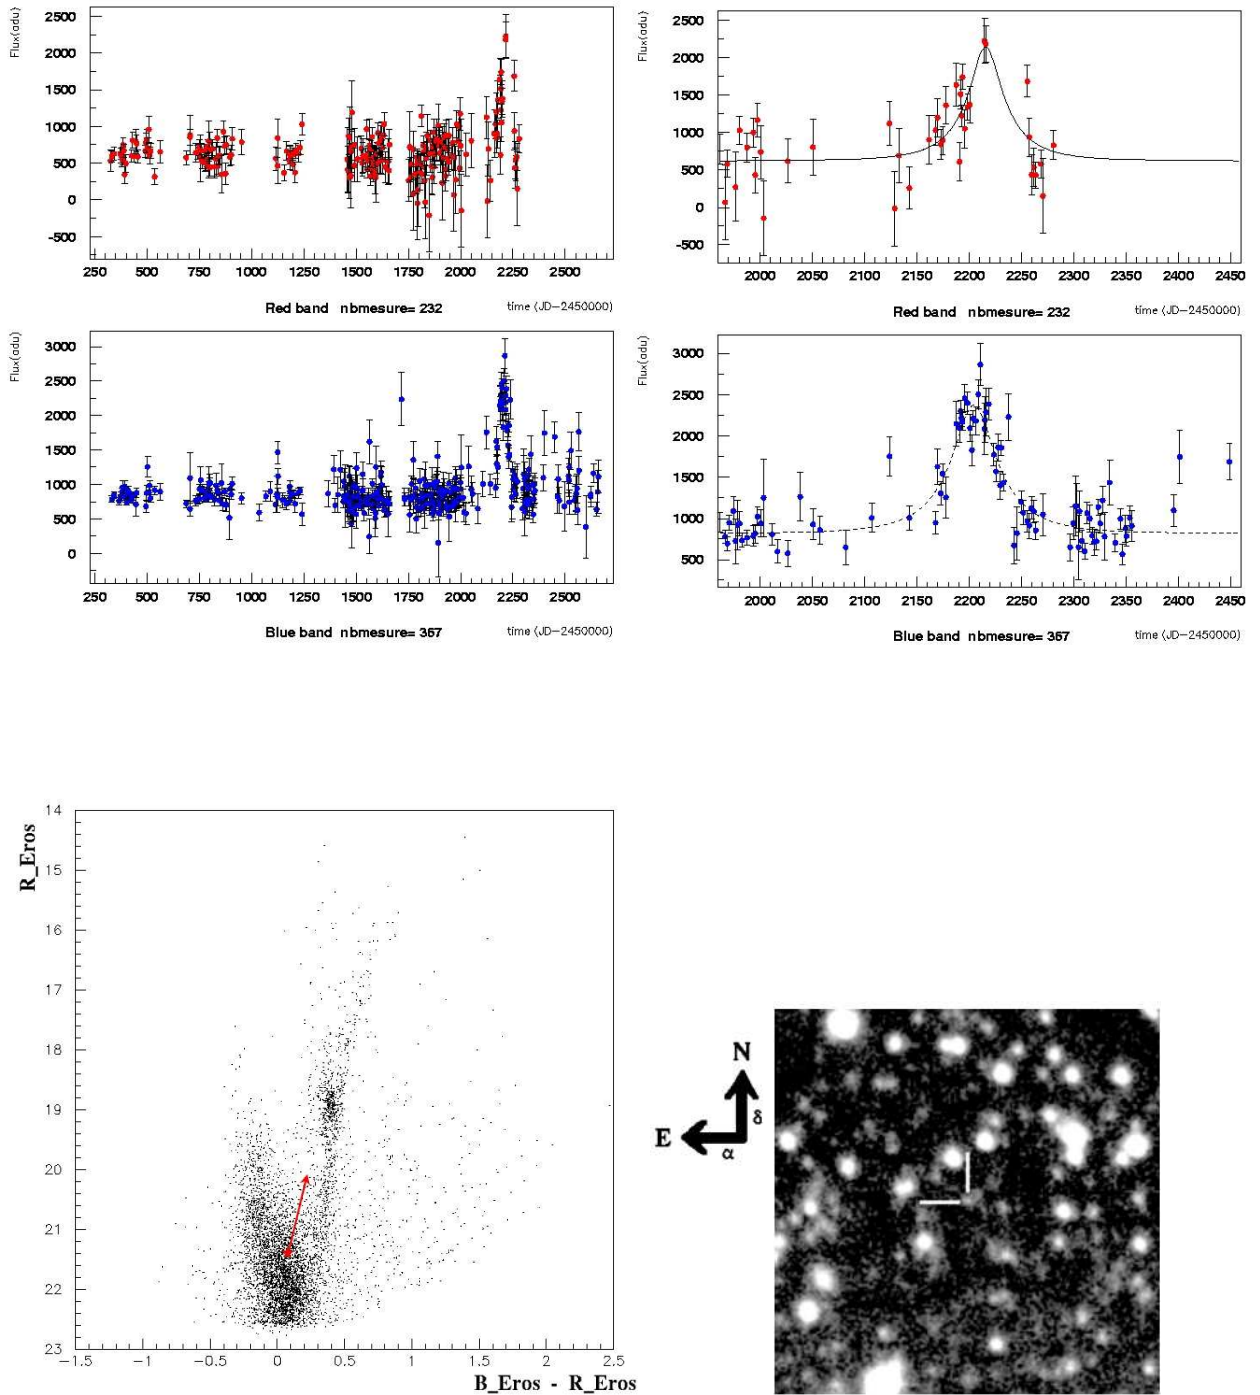 Flux(adu)
2500
2000
1500
1000
500
0
-500
250 500 750 1000 1250 1500 1750 2000 2250 2500
Red band nbmesure= 232 time (JD-2450000)
Flux(adu)
2500
2000
1500
1000
500
0
-500
2000 2050 2100 2150 2200 2250 2300 2350 2400 2450
Red band nbmesure= 232 time (JD-2450000)
Flux(adu)
3000
2500
2000
1500
1000
500
0
250 500 750 1000 1250 1500 1750 2000 2250 2500
Blue band nbmesure= 367 time (JD-2450000)
Flux(adu)
3000
2500
2000
1500
1000
500
2000 2050 2100 2150 2200 2250 2300 2350 2400 2450
Blue band nbmesure= 367 time (JD-2450000)
R_Eros
14
15
16
17
18
19
20
21
22
23
-1.5 -1 -0.5 0 0.5 1 1.5 2 2.5
B_Eros - R_Eros
N
δ
E
α